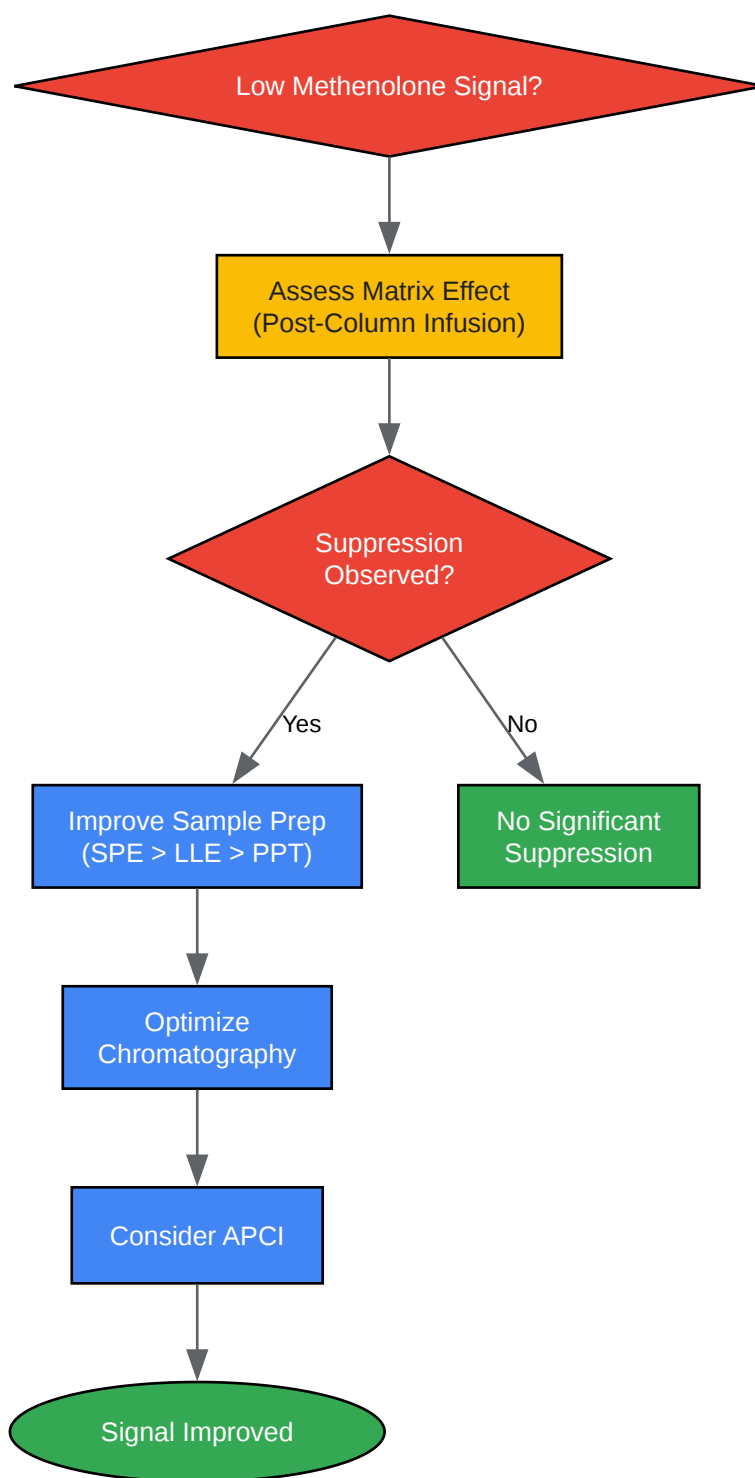 Low Methenolone Signal?
Assess Matrix Effect
(Post-Column Infusion)
Suppression
Observed?
Yes
No
Improve Sample Prep
(SPE > LLE > PPT)
No Significant
Suppression
Optimize
Chromatography
Consider APCI
Signal Improved